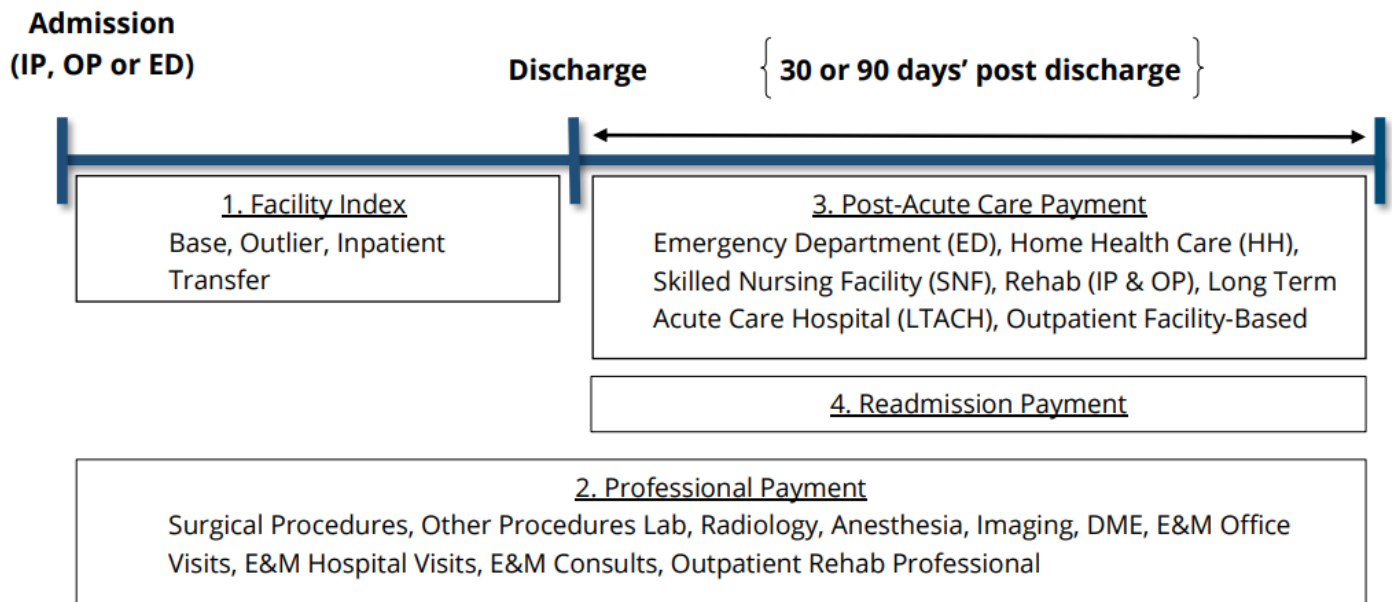 Admission
(IP, OP or ED)
Discharge
{ 30 or 90 days’ post discharge }
1. Facility Index
Base, Outlier, Inpatient
Transfer
3. Post-Acute Care Payment
Emergency Department (ED), Home Health Care (HH),
Skilled Nursing Facility (SNF), Rehab (IP & OP), Long Term
Acute Care Hospital (LTACH), Outpatient Facility-Based
4. Readmission Payment
2. Professional Payment
Surgical Procedures, Other Procedures Lab, Radiology, Anesthesia, Imaging, DME, E&M Office
Visits, E&M Hospital Visits, E&M Consults, Outpatient Rehab Professional